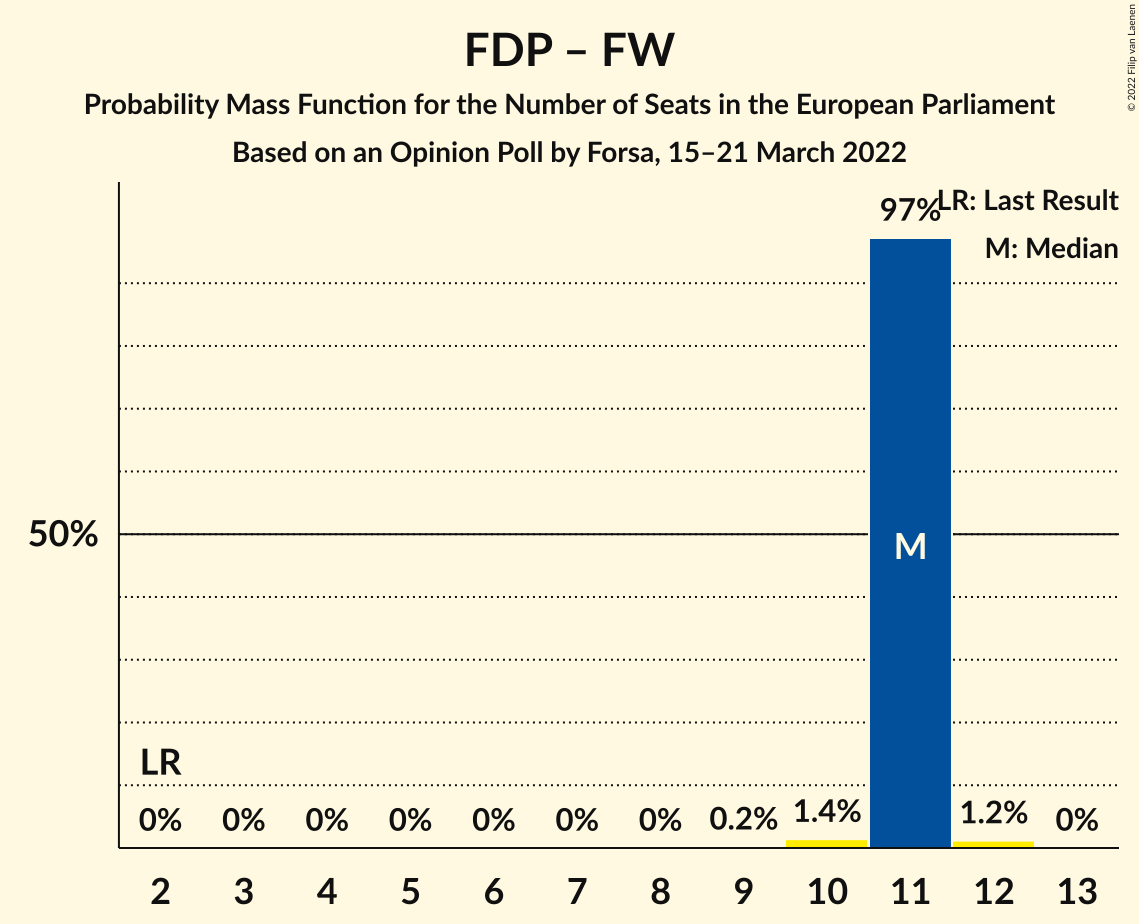 FDP – FW
Probability Mass Function for the Number of Seats in the European Parliament
Based on an Opinion Poll by Forsa, 15–21 March 2022
© 2022 Filip van Laenen
LR: Last Result
M: Median
97%
50%
M
LR
0% 0% 0% 0% 0% 0% 0% 0.2% 1.4% 1.2% 0%
2 3 4 5 6 7 8 9 10 11 12 13